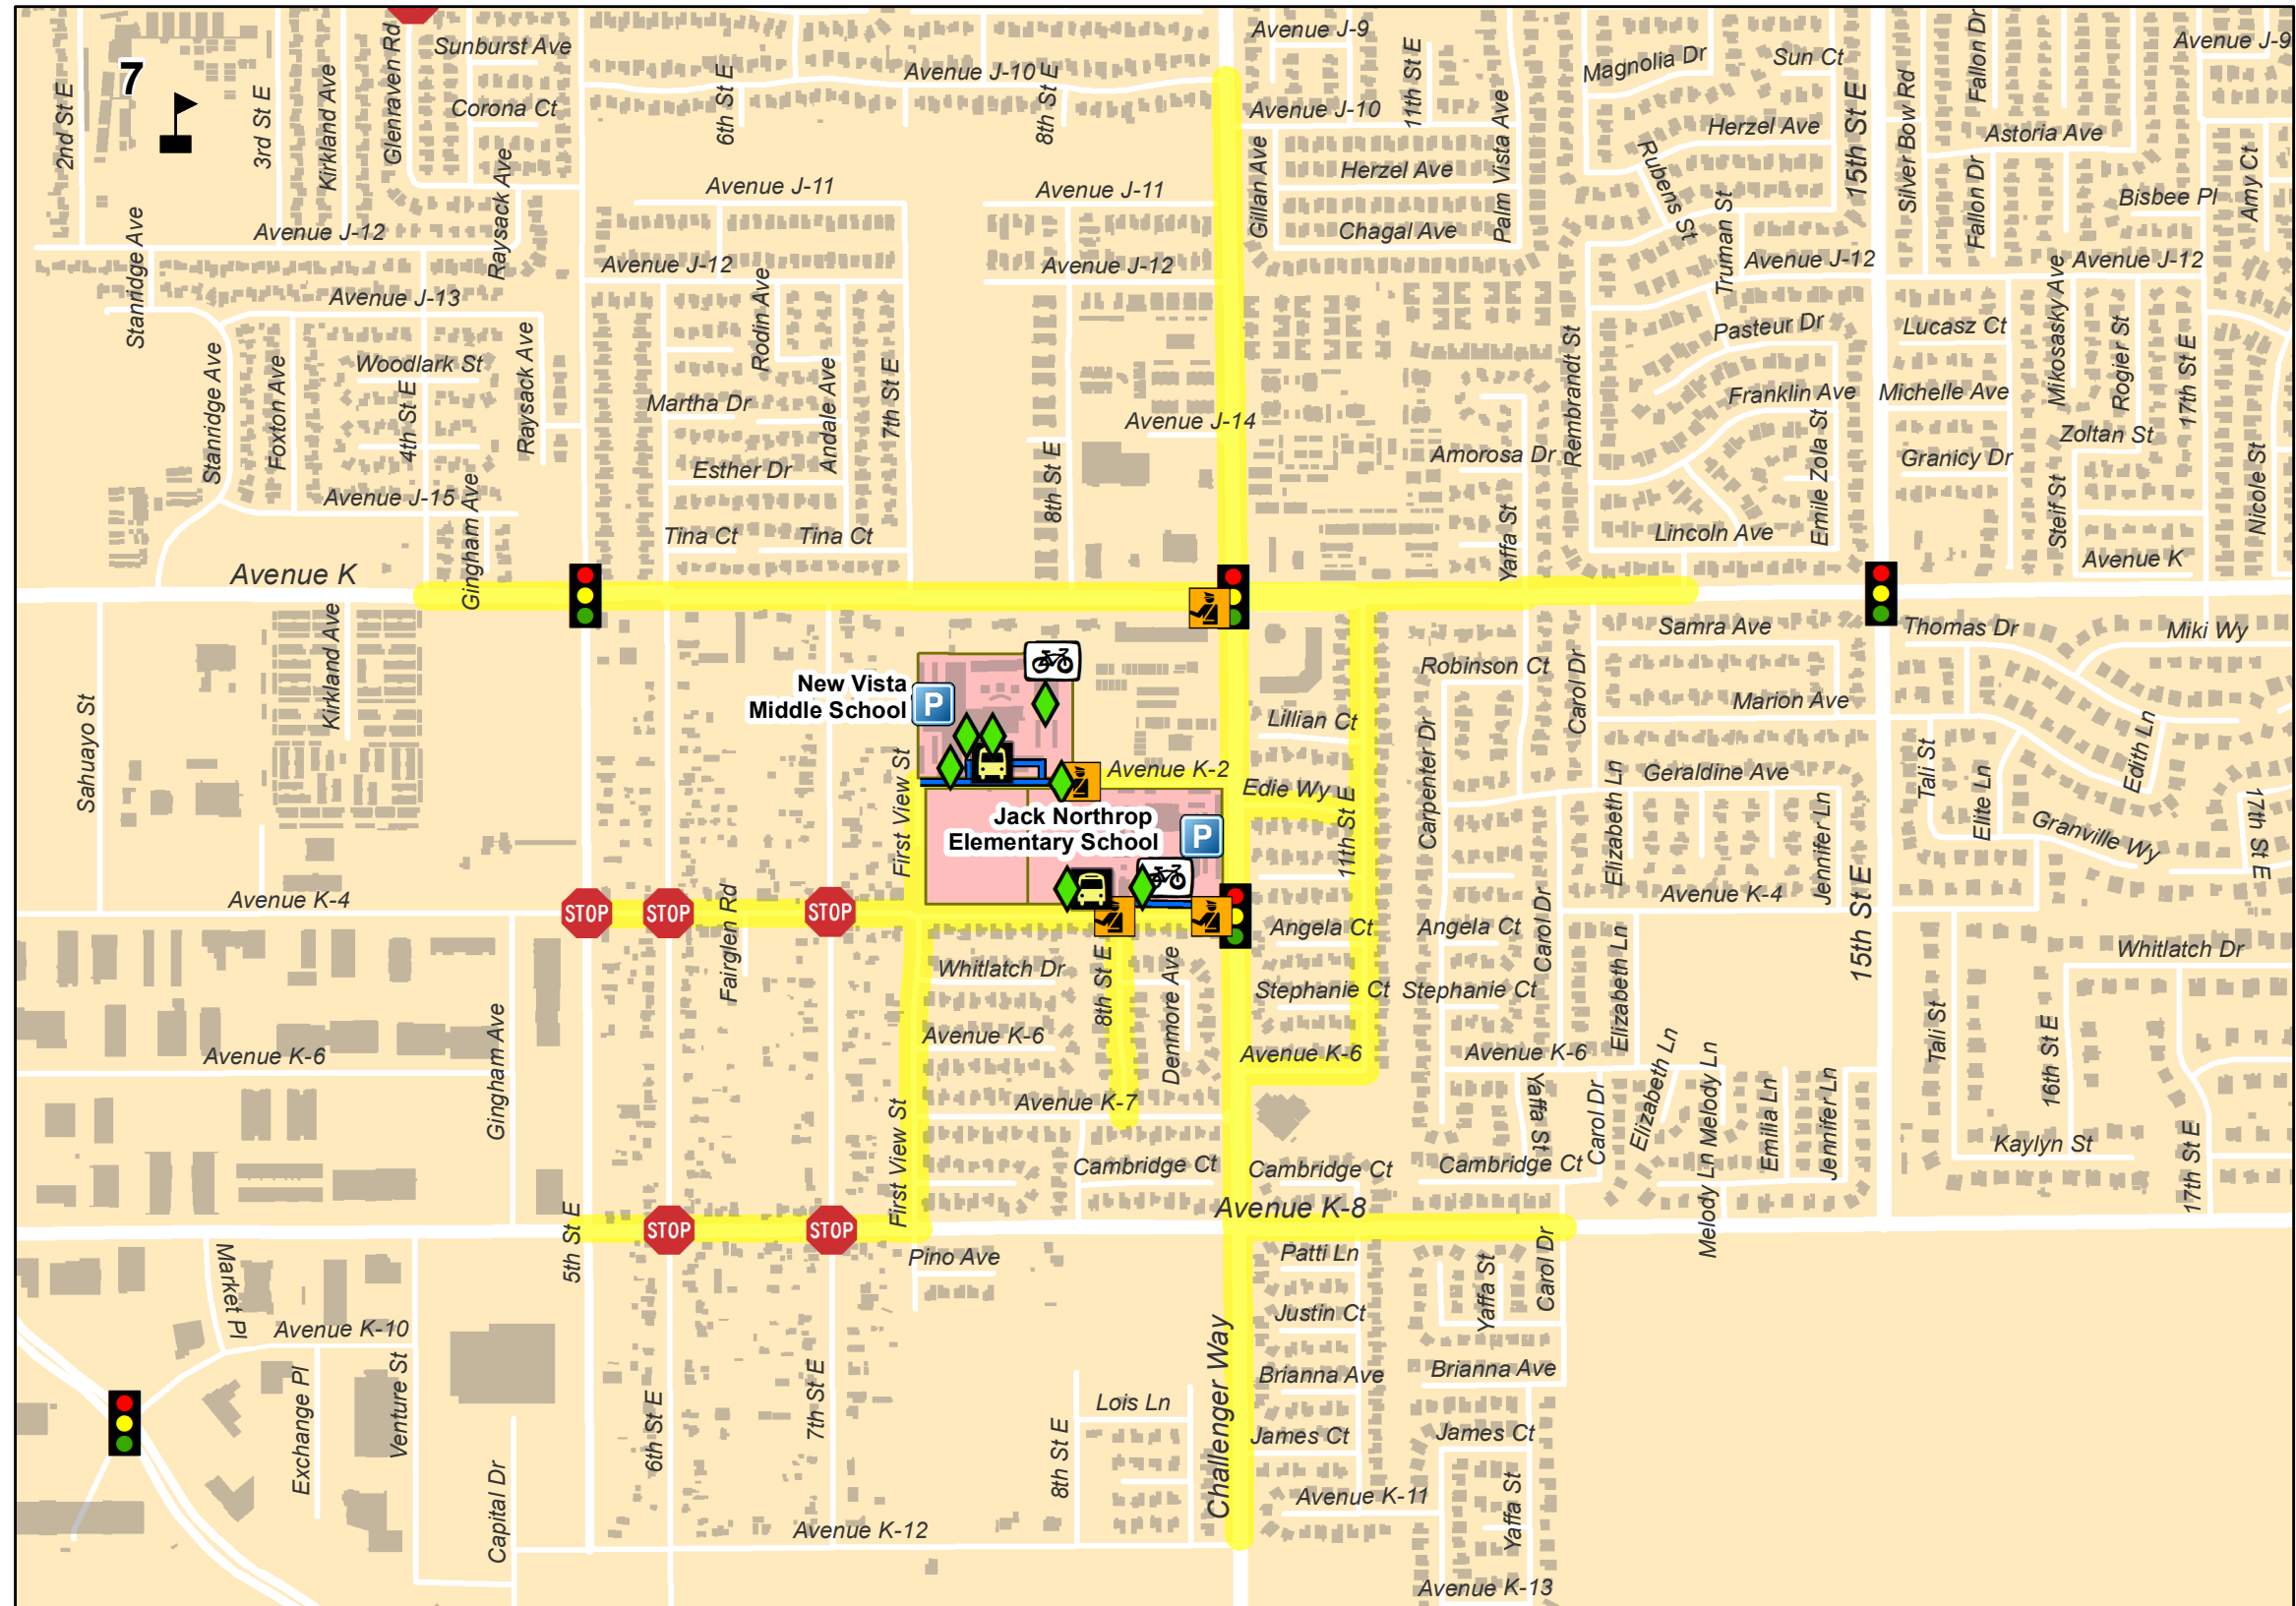 Avenue J-9
Avenue J-9
Sunburst Ave
Magnolia Dr
Sun Ct
Fallon Dr
7
2nd St E
3rd St E
Kirkland Ave
Glenraven Rd
Corona Ct
6th St E
Avenue J-10
8th St E
Avenue J-10
11th St E
Palm Vista Ave
Herzel Ave
15th St E
Silver Bow Rd
Astoria Ave
Raysack Ave
Avenue J-11
Avenue J-11
Gillan Ave
Herzel Ave
Rubens St
Truman St
Fallon Dr
Bisbee Pl
Amy Ct
Stanridge Ave
Avenue J-12
Chagal Ave
Avenue J-12
Avenue J-12
Avenue J-12
Avenue J-12
Avenue J-13
Rodin Ave
Pasteur Dr
Lucasz Ct
Mikosasky Ave
Rogier St
17th St E
Stanridge Ave
Foxton Ave
Woodlark St
4th St E
Raysack Ave
Martha Dr
Andale Ave
7th St E
Rembrandt St
Franklin Ave
Michelle Ave
Avenue J-14
Zoltan St
Esther Dr
8th St E
Amorosa Dr
Emile Zola St
Granicy Dr
Steif St
Nicole St
Avenue J-15
Gingham Ave
Tina Ct
Tina Ct
Yaffa St
Lincoln Ave
Avenue K
Avenue K
Kirkland Ave
Samra Ave
Thomas Dr
Miki Wy
Sahuayo St
New Vista
Middle School
P
Robinson Ct
Carol Dr
Marion Ave
Lillian Ct
Carpenter Dr
First View St
Avenue K-2
Edie Wy
11th St E
Elizabeth Ln
Geraldine Ave
Jennifer Ln
Tali St
Elite Ln
Edith Ln
17th St E
Granville Wy
Jack Northrop
Elementary School
P
Avenue K-4
STOP
STOP
STOP
Fairglen Rd
Avenue K-4
15th St E
Angela Ct
Angela Ct
Carol Dr
Elizabeth Ln
Whitlatch Dr
Whitlatch Dr
8th St E
Denmore Ave
Stephanie Ct
Stephanie Ct
Tali St
16th St E
Avenue K-6
Gingham Ave
Avenue K-6
Avenue K-6
Avenue K-6
Yaffa St
Carol Dr
Elizabeth Ln
Melody Ln
Melody Ln
Emilia Ln
Jennifer Ln
Avenue K-7
First View St
Cambridge Ct
Cambridge Ct
Cambridge Ct
Kaylyn St
17th St E
Avenue K-8
STOP
STOP
5th St E
Market Pl
Pino Ave
Patti Ln
Yaffa St
Carol Dr
Justin Ct
Avenue K-10
Exchange Pl
Venture St
6th St E
7th St E
Challenger Way
Brianna Ave
Brianna Ave
Lois Ln
8th St E
James Ct
James Ct
Capital Dr
Avenue K-11
Yaffa St
Avenue K-12
Avenue K-13